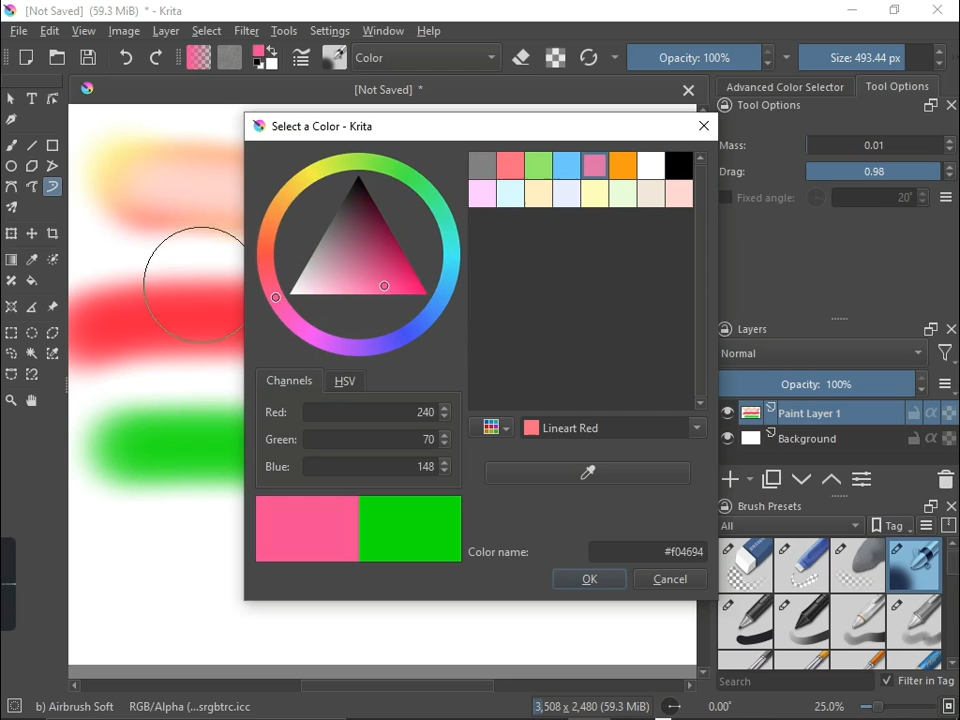 [Not Saved] (59.3 MiB) * - Krita
File Edit View Image Layer Select Filter Tools Settings Window Help
Color Opacity: 100% Size: 493.44 px
[Not Saved] *
Advanced Color Selector Tool Options
Tool Options
Select a Color - Krita
Mass: 0.01
Drag: 0.98
Fixed angle: 20°
Layers
Normal
Channels HSV
Opacity: 100%
Red: 240
Paint Layer 1
Lineart Red
Green: 70
Background
Blue: 148
Brush Presets
All Tag
Color name: #f04694
OK Cancel
Search Filter in Tag
b) Airbrush Soft RGB/Alpha (...srgbtrc.icc 3,508 x 2,480 (59.3 MiB) 0.00° 25.0%